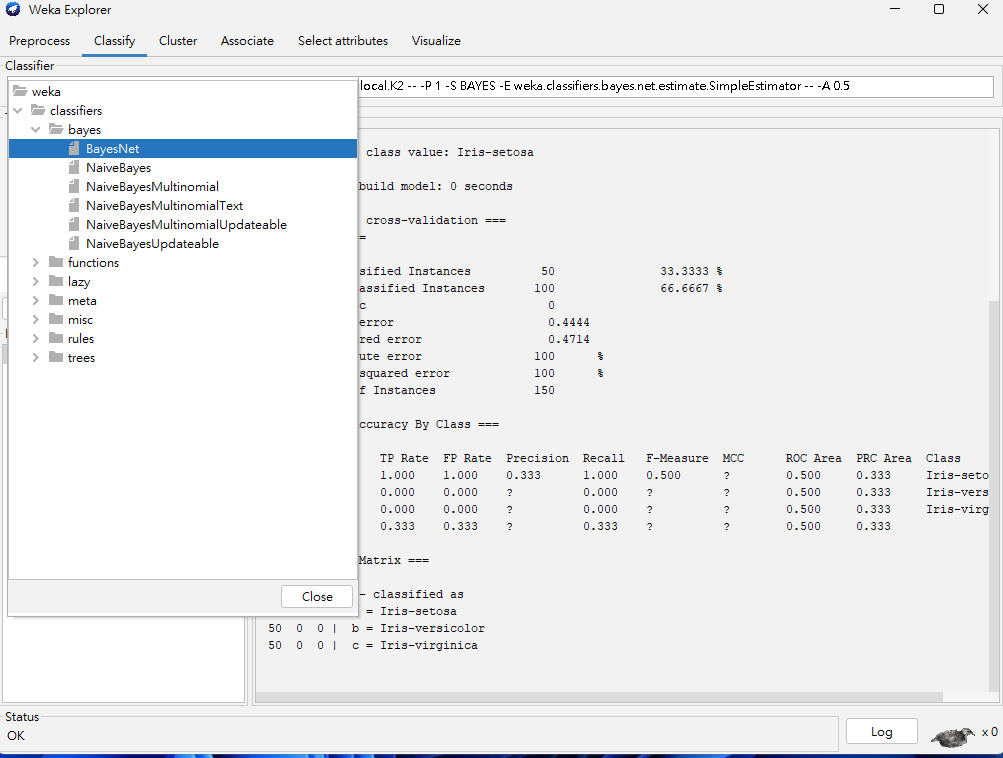 Weka Explorer
Preprocess Classify Cluster Associate Select attributes Visualize
Classifier
local.K2 -- -P 1 -S BAYES -E weka.classifiers.bayes.net.estimate.SimpleEstimator -- -A 0.5
weka
classifiers
bayes
BayesNet
NaiveBayes
NaiveBayesMultinomial
NaiveBayesMultinomialText
NaiveBayesMultinomialUpdateable
NaiveBayesUpdateable
functions
lazy
meta
misc
rules
trees
Close
class value: Iris-setosa
build model: 0 seconds
cross-validation ===
=
sified Instances 50 33.3333 %
assified Instances 100 66.6667 %
c 0
error 0.4444
red error 0.4714
ute error 100 %
squared error 100 %
f Instances 150
ccuracy By Class ===
TP Rate FP Rate Precision Recall F-Measure MCC ROC Area PRC Area Class
1.000 1.000 0.333 1.000 0.500 ? 0.500 0.333 Iris-seto
0.000 0.000 ? 0.000 ? ? 0.500 0.333 Iris-vers
0.000 0.000 ? 0.000 ? ? 0.500 0.333 Iris-virg
0.333 0.333 ? 0.333 ? ? 0.500 0.333
Matrix ===
- classified as
= Iris-setosa
50 0 0 | b = Iris-versicolor
50 0 0 | c = Iris-virginica
Status
OK
Log
x 0